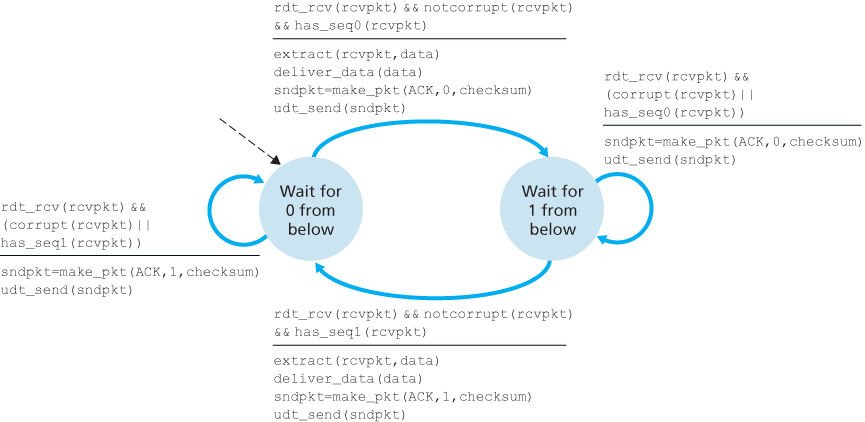 rdt_rcv(rcvpkt) && notcorrupt(rcvpkt)
&& has_seq0(rcvpkt)
extract(rcvpkt,data)
deliver_data(data)
sndpkt=make_pkt(ACK,0,checksum)
udt_send(sndpkt)
rdt_rcv(rcvpkt) &&
(corrupt(rcvpkt)||
has_seq0(rcvpkt))
sndpkt=make_pkt(ACK,0,checksum)
udt_send(sndpkt)
Wait for
0 from
below
Wait for
1 from
below
rdt_rcv(rcvpkt) &&
(corrupt(rcvpkt)||
has_seq1(rcvpkt))
sndpkt=make_pkt(ACK,1,checksum)
udt_send(sndpkt)
rdt_rcv(rcvpkt) && notcorrupt(rcvpkt)
&& has_seq1(rcvpkt)
extract(rcvpkt,data)
deliver_data(data)
sndpkt=make_pkt(ACK,1,checksum)
udt_send(sndpkt)